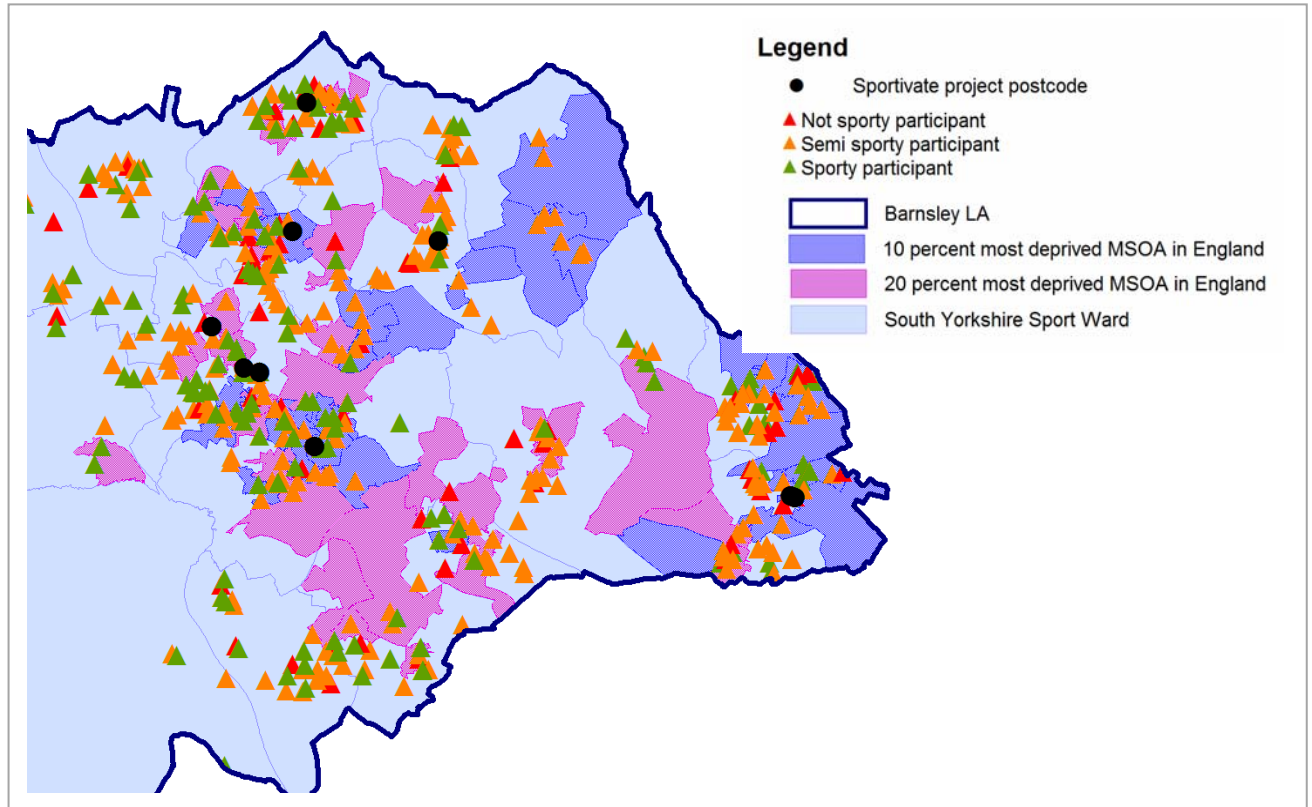 Legend
Sportivate project postcode
Not sporty participant
Semi sporty participant
Sporty participant
Barnsley LA
10 percent most deprived MSOA in England
20 percent most deprived MSOA in England
South Yorkshire Sport Ward